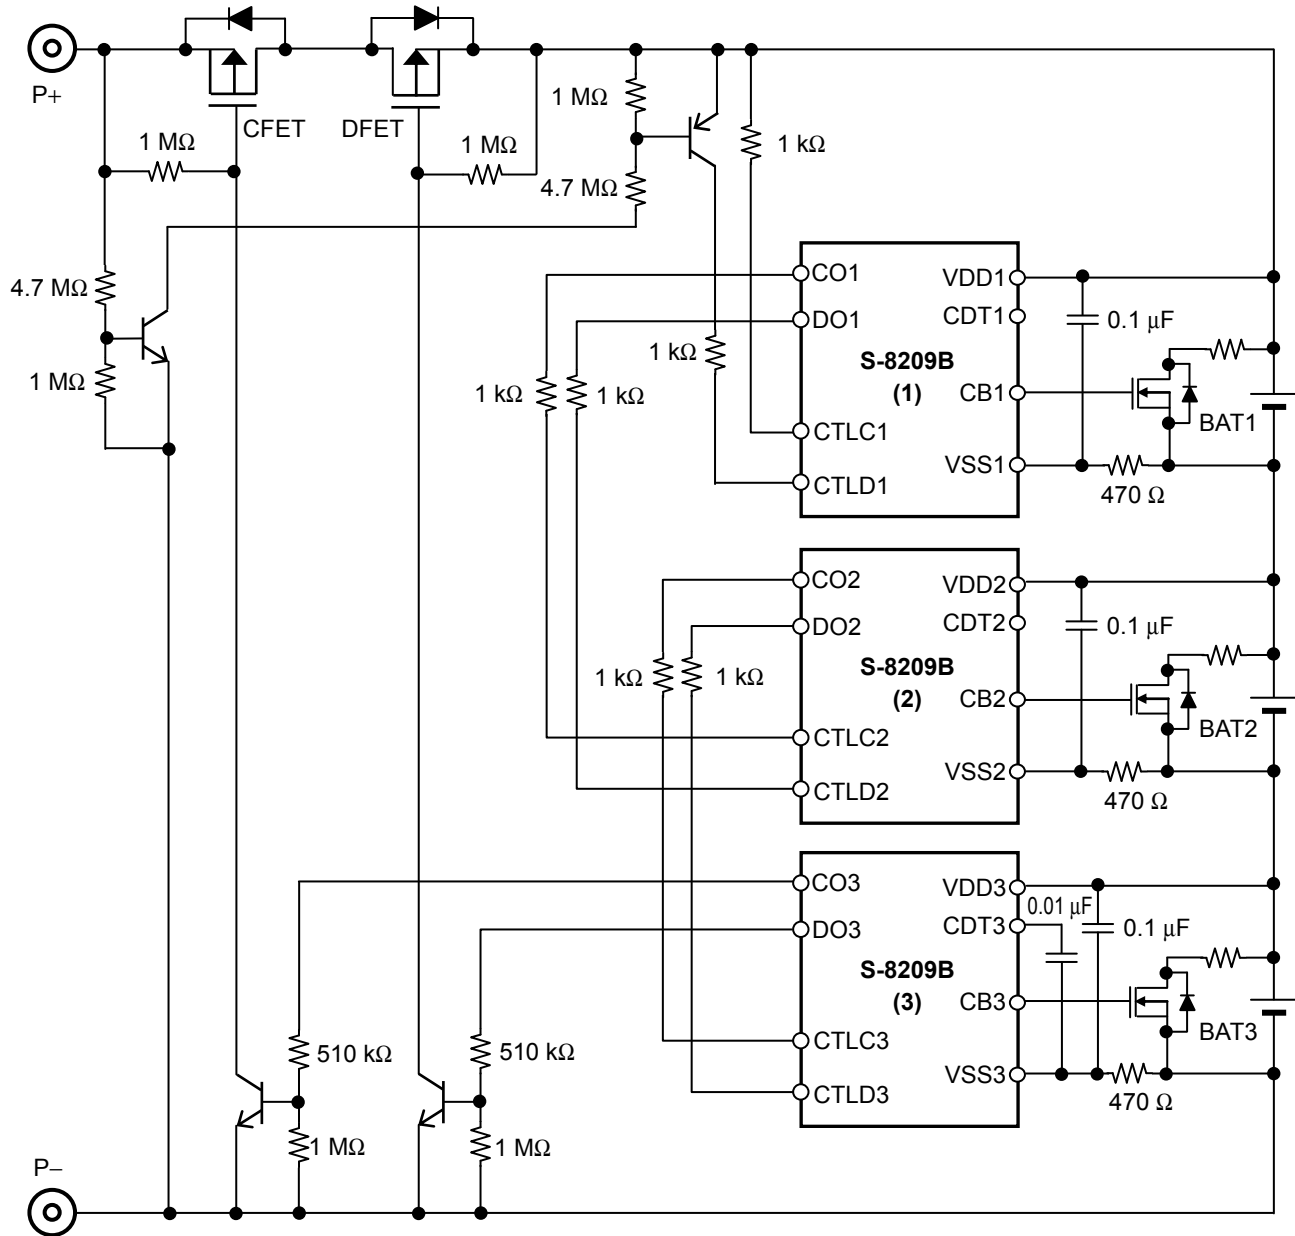 P+
CFET
DFET
1 MΩ
1 MΩ
1 MΩ
4.7 MΩ
1 kΩ
4.7 MΩ
1 MΩ
1 kΩ
1 kΩ
1 kΩ
CO1
DO1
S-8209B
(1)
CTLC1
CTLD1
VDD1
CDT1
CB1
VSS1
0.1 μF
BAT1
470 Ω
1 kΩ
1 kΩ
CO2
DO2
S-8209B
(2)
CTLC2
CTLD2
VDD2
CDT2
CB2
VSS2
0.1 μF
BAT2
470 Ω
CO3
DO3
S-8209B
(3)
CTLC3
CTLD3
VDD3
CDT3
CB3
VSS3
0.01 μF
0.1 μF
BAT3
470 Ω
510 kΩ
510 kΩ
1 MΩ
1 MΩ
P−